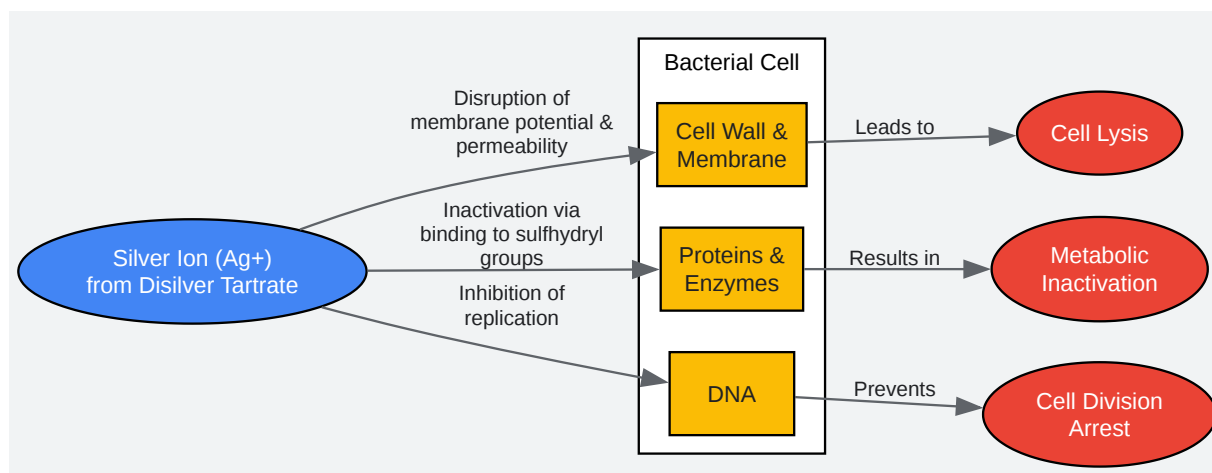 Bacterial Cell
Disruption of
membrane potential &
permeability
Cell Wall &
Membrane
Leads to
Cell Lysis
Silver Ion (Ag+)
from Disilver Tartrate
Inactivation via
binding to sulfhydryl
groups
Proteins &
Enzymes
Results in
Metabolic
Inactivation
Inhibition of
replication
DNA
Prevents
Cell Division
Arrest